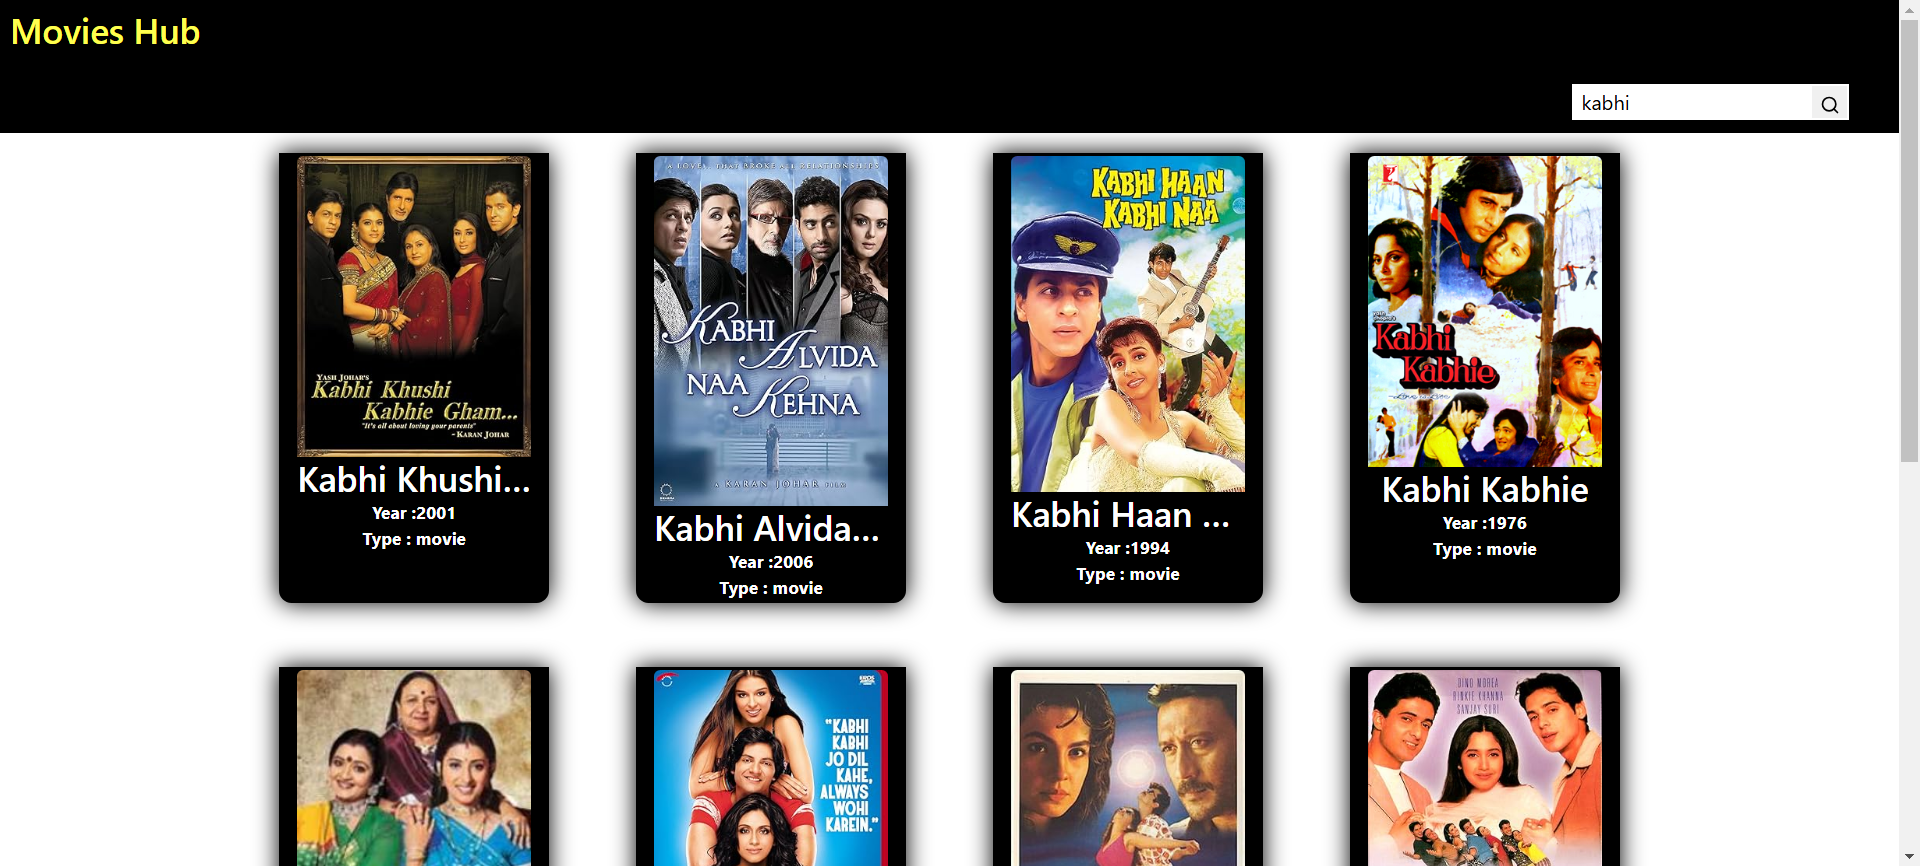 Movies Hub
kabhi
YASH JOHAR'S
Kabhi Khushi
Kabhie Gham...
"it's all about loving your parents"
- KARAN JOHAR
Kabhi Khushi...
Year :2001
Type : movie
A LOVE... THAT BROKE ALL RELATIONSHIPS
KABHI
ALVIDA
NAA
KEHNA
A KARAN JOHAR FILM
Kabhi Alvida...
Year :2006
Type : movie
KABHI HAAN
KABHI NAA
Kabhi Haan ...
Year :1994
Type : movie
Kabhi
Kabhie
Kabhi Kabhie
Year :1976
Type : movie
EROS
"KABHI
KABHI
JO DIL
KAHE,
ALWAYS
WOHI
KAREIN."
DINO MOREA
RINKIE KHANNA
SANJAY SURI